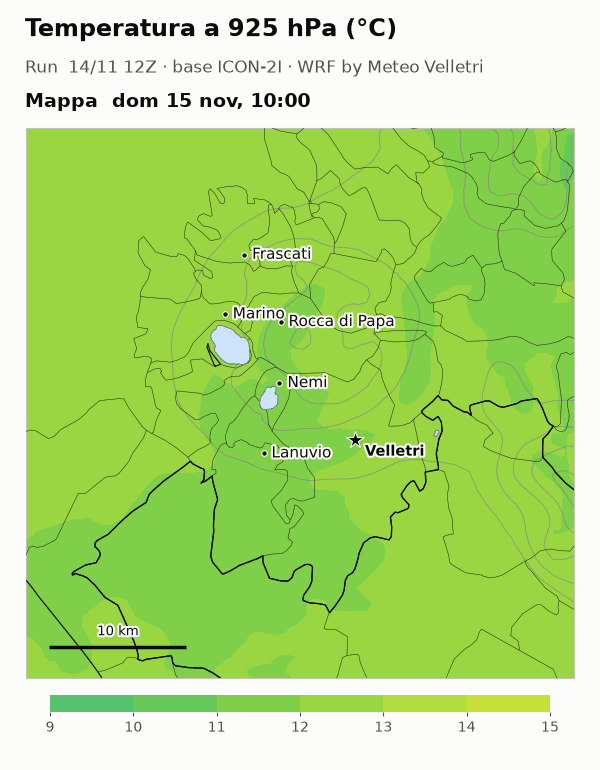 Temperatura a 925 hPa (°C)
Run  14/11 12Z · base ICON-2I · WRF by Meteo Velletri
Mappa  dom 15 nov, 10:00
Frascati
Marino
Rocca di Papa
Nemi
Velletri
Lanuvio
10 km
9 10 11 12 13 14 15